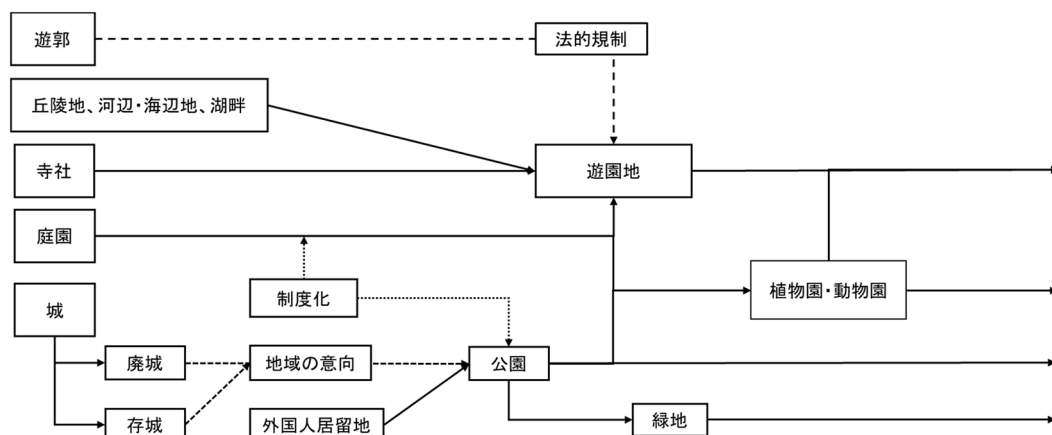 遊郭
法的規制
丘陵地、河辺・海辺地、湖畔
寺社
遊園地
庭園
制度化
植物園・動物園
城
廃城
地域の意向
公園
存城
外国人居留地
緑地